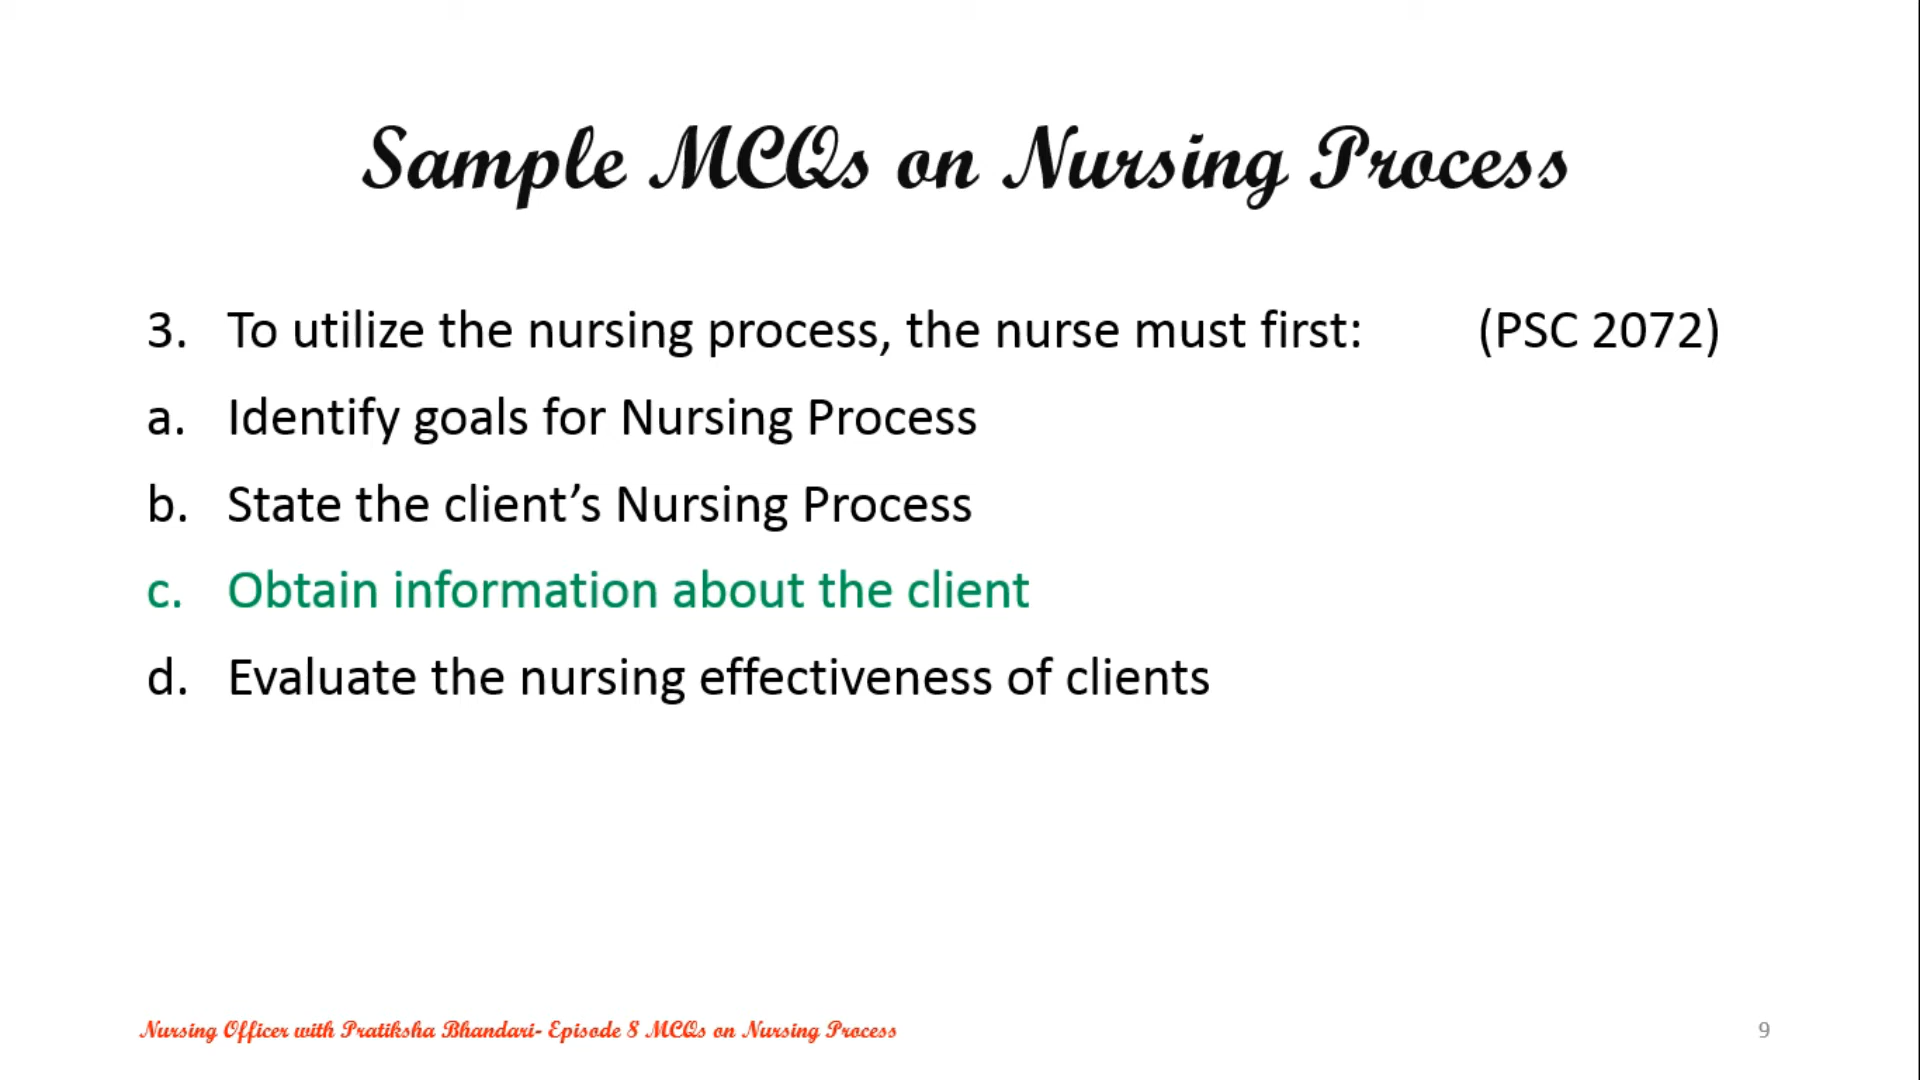 Sample MCQs on Nursing Process
3. To utilize the nursing process, the nurse must first: (PSC 2072)
a. Identify goals for Nursing Process
b. State the client’s Nursing Process
c. Obtain information about the client
d. Evaluate the nursing effectiveness of clients
Nursing Officer with Pratiksha Bhandari- Episode 8 MCQs on Nursing Process 9